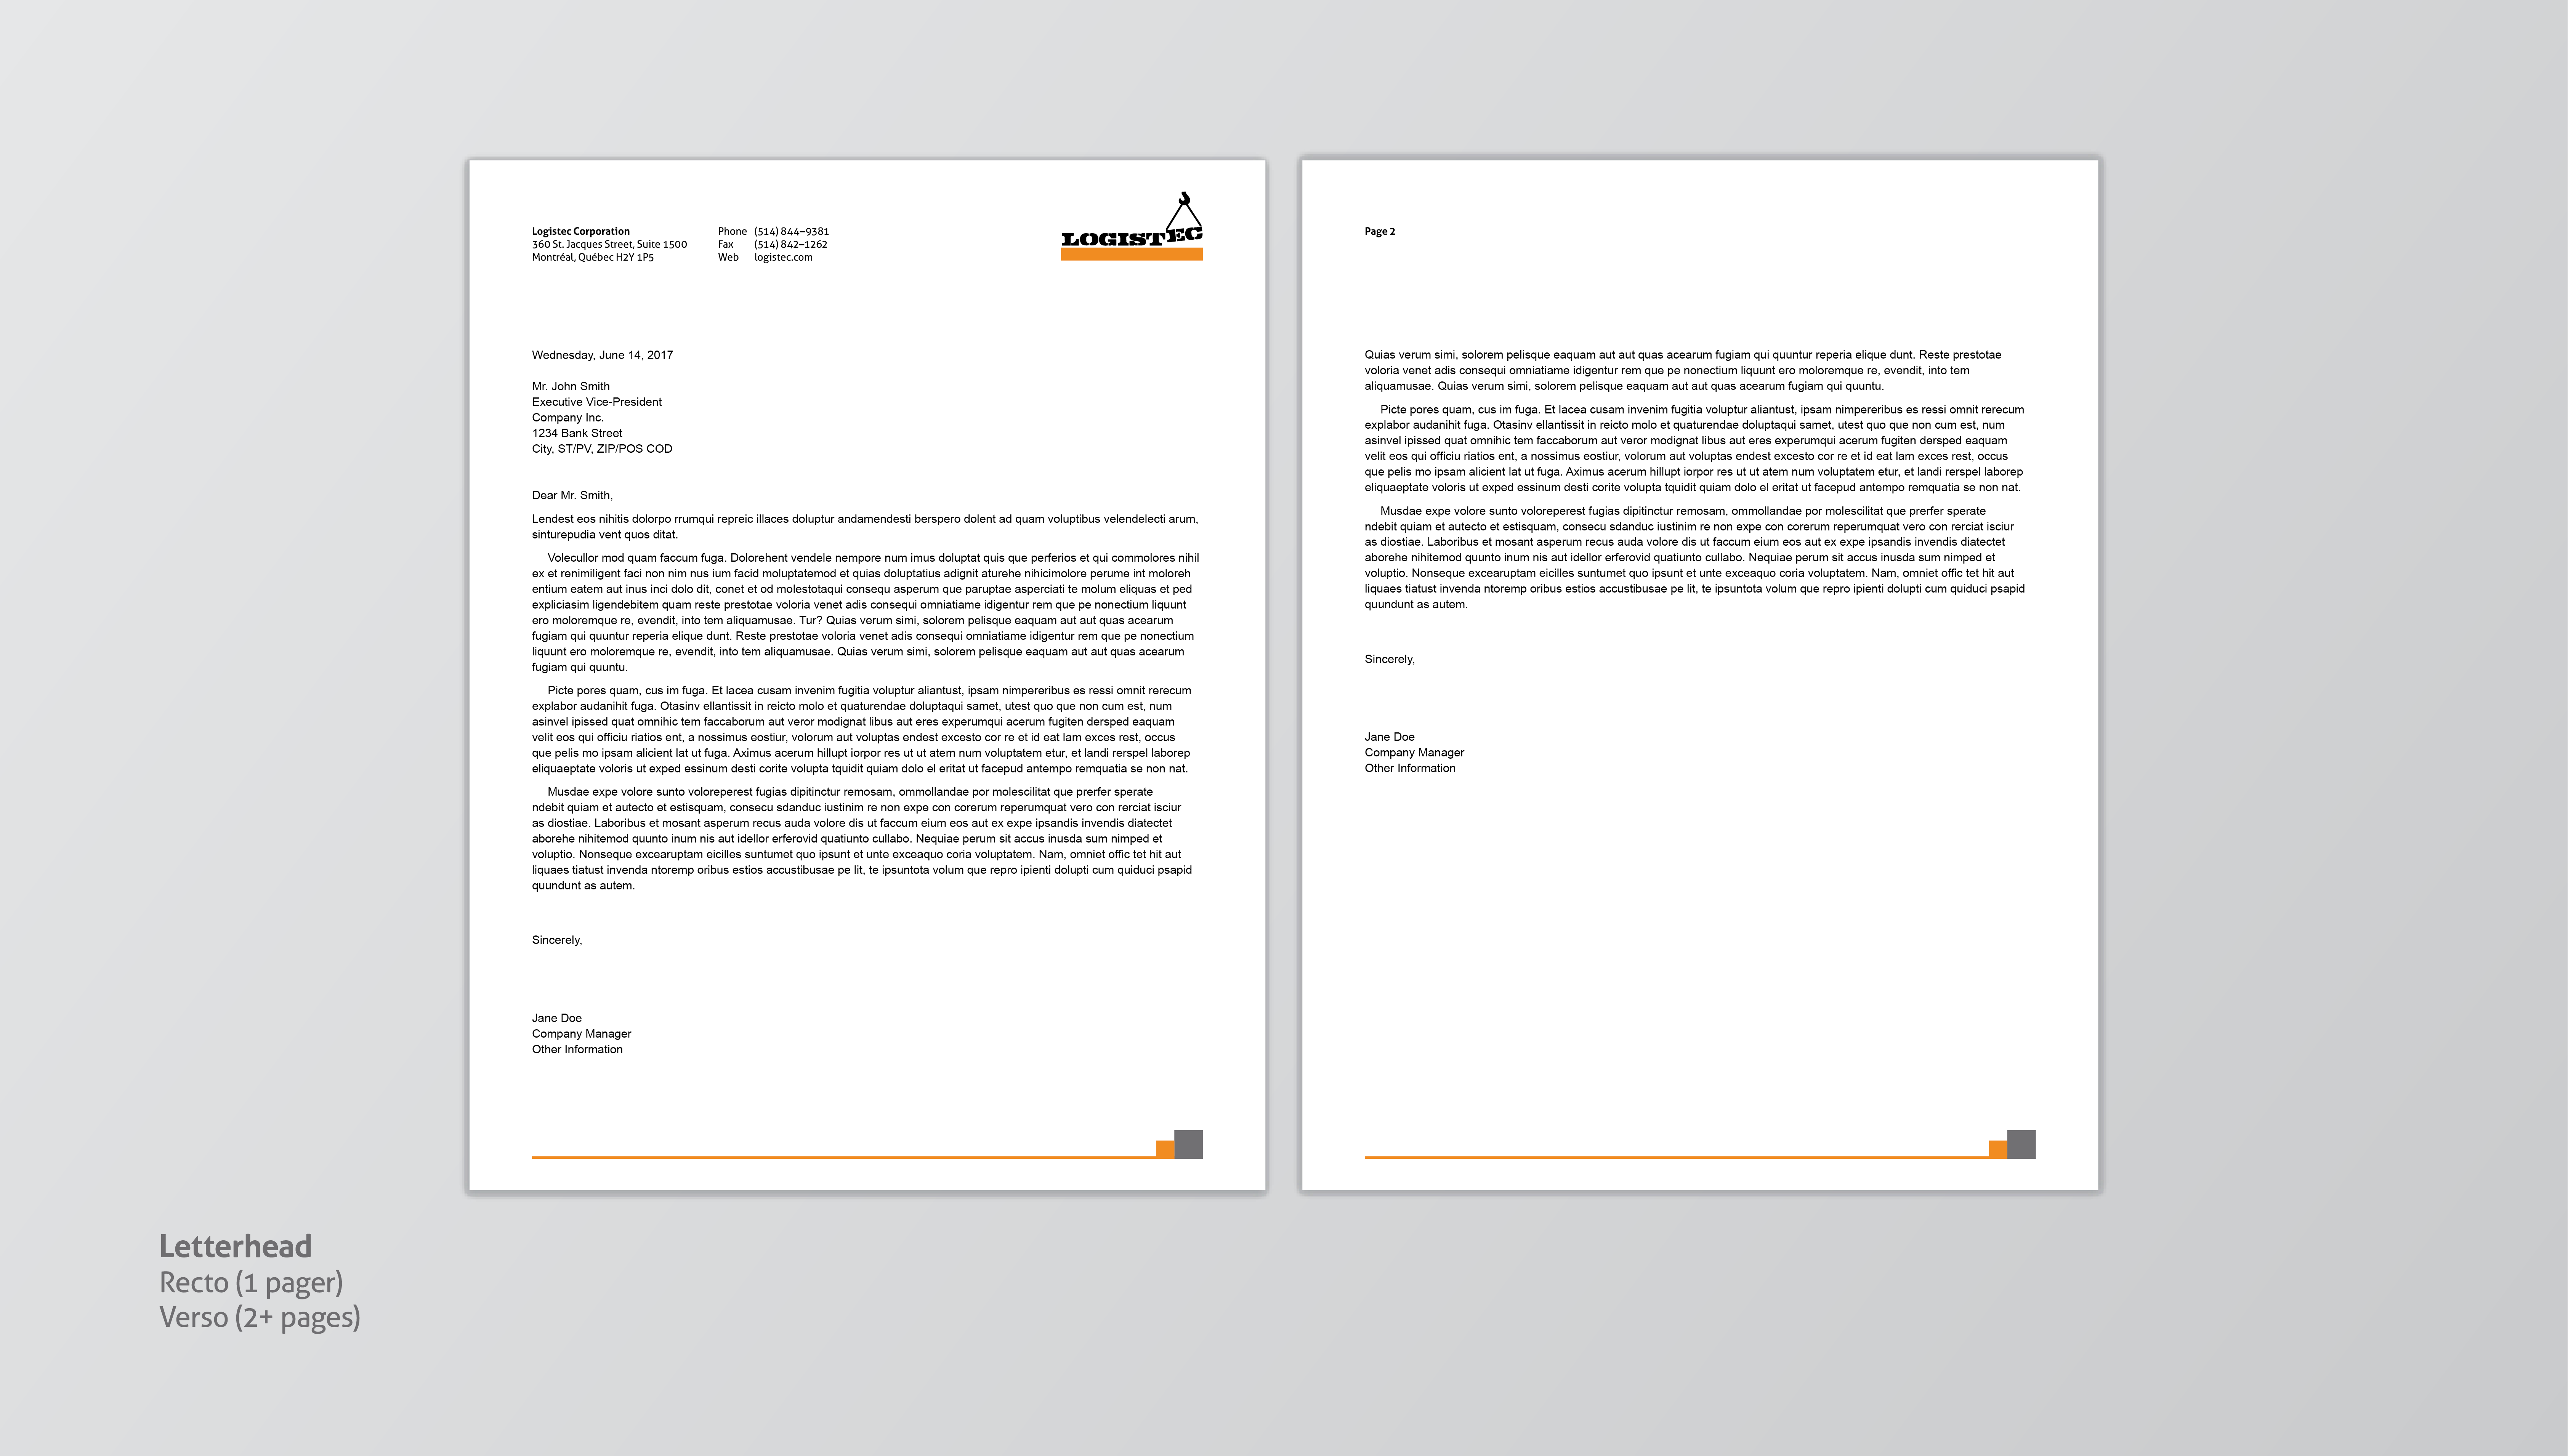 Logistec Corporation
360 St. Jacques Street, Suite 1500
Montréal, Québec H2Y 1P5
Phone (514) 844–9381
Fax (514) 842–1262
Web logistec.com
LOGISTEC
Wednesday, June 14, 2017
Mr. John Smith
Executive Vice-President
Company Inc.
1234 Bank Street
City, ST/PV, ZIP/POS COD
Dear Mr. Smith,
Lendest eos nihitis dolorpo rrumqui repreic illaces doluptur andamendesti berspero dolent ad quam voluptibus velendelecti arum,
sinturepudia vent quos ditat.
Volecullor mod quam faccum fuga. Dolorehent vendele nempore num imus doluptat quis que perferios et qui commolores nihil
ex et renimiligent faci non nim nus ium facid moluptatemod et quias doluptatius adignit aturehe nihicimolore perume int moloreh
entium eatem aut inus inci dolo dit, conet et od molestotaqui consequ asperum que paruptae asperciati te molum eliquas et ped
expliciasim ligendebitem quam reste prestotae voloria venet adis consequi omniatiame idigentur rem que pe nonectium liquunt
ero moloremque re, evendit, into tem aliquamusae. Tur? Quias verum simi, solorem pelisque eaquam aut aut quas acearum
fugiam qui quuntur reperia elique dunt. Reste prestotae voloria venet adis consequi omniatiame idigentur rem que pe nonectium
liquunt ero moloremque re, evendit, into tem aliquamusae. Quias verum simi, solorem pelisque eaquam aut aut quas acearum
fugiam qui quuntu.
Picte pores quam, cus im fuga. Et lacea cusam invenim fugitia voluptur aliantust, ipsam nimpereribus es ressi omnit rerecum
explabor audanihit fuga. Otasinv ellantissit in reicto molo et quaturendae doluptaqui samet, utest quo que non cum est, num
asinvel ipissed quat omnihic tem faccaborum aut veror modignat libus aut eres experumqui acerum fugiten dersped eaquam
velit eos qui officiu riatios ent, a nossimus eostiur, volorum aut voluptas endest excesto cor re et id eat lam exces rest, occus
que pelis mo ipsam alicient lat ut fuga. Aximus acerum hillupt iorpor res ut ut atem num voluptatem etur, et landi rerspel laborep
eliquaeptate voloris ut exped essinum desti corite volupta tquidit quiam dolo el eritat ut facepud antempo remquatia se non nat.
Musdae expe volore sunto voloreperest fugias dipitinctur remosam, ommollandae por molescilitat que prerfer sperate
ndebit quiam et autecto et estisquam, consecu sdanduc iustinim re non expe con corerum reperumquat vero con rerciat isciur
as diostiae. Laboribus et mosant asperum recus auda volore dis ut faccum eium eos aut ex expe ipsandis invendis diatectet
aborehe nihitemod quunto inum nis aut idellor erferovid quatiunto cullabo. Nequiae perum sit accus inusda sum nimped et
voluptio. Nonseque excearuptam eicilles suntumet quo ipsunt et unte exceaquo coria voluptatem. Nam, omniet offic tet hit aut
liquaes tiatust invenda ntoremp oribus estios accustibusae pe lit, te ipsuntota volum que repro ipienti dolupti cum quiduci psapid
quundunt as autem.
Sincerely,
Jane Doe
Company Manager
Other Information
Page 2
Quias verum simi, solorem pelisque eaquam aut aut quas acearum fugiam qui quuntur reperia elique dunt. Reste prestotae
voloria venet adis consequi omniatiame idigentur rem que pe nonectium liquunt ero moloremque re, evendit, into tem
aliquamusae. Quias verum simi, solorem pelisque eaquam aut aut quas acearum fugiam qui quuntu.
Picte pores quam, cus im fuga. Et lacea cusam invenim fugitia voluptur aliantust, ipsam nimpereribus es ressi omnit rerecum
explabor audanihit fuga. Otasinv ellantissit in reicto molo et quaturendae doluptaqui samet, utest quo que non cum est, num
asinvel ipissed quat omnihic tem faccaborum aut veror modignat libus aut eres experumqui acerum fugiten dersped eaquam
velit eos qui officiu riatios ent, a nossimus eostiur, volorum aut voluptas endest excesto cor re et id eat lam exces rest, occus
que pelis mo ipsam alicient lat ut fuga. Aximus acerum hillupt iorpor res ut ut atem num voluptatem etur, et landi rerspel laborep
eliquaeptate voloris ut exped essinum desti corite volupta tquidit quiam dolo el eritat ut facepud antempo remquatia se non nat.
Musdae expe volore sunto voloreperest fugias dipitinctur remosam, ommollandae por molescilitat que prerfer sperate
ndebit quiam et autecto et estisquam, consecu sdanduc iustinim re non expe con corerum reperumquat vero con rerciat isciur
as diostiae. Laboribus et mosant asperum recus auda volore dis ut faccum eium eos aut ex expe ipsandis invendis diatectet
aborehe nihitemod quunto inum nis aut idellor erferovid quatiunto cullabo. Nequiae perum sit accus inusda sum nimped et
voluptio. Nonseque excearuptam eicilles suntumet quo ipsunt et unte exceaquo coria voluptatem. Nam, omniet offic tet hit aut
liquaes tiatust invenda ntoremp oribus estios accustibusae pe lit, te ipsuntota volum que repro ipienti dolupti cum quiduci psapid
quundunt as autem.
Sincerely,
Jane Doe
Company Manager
Other Information
Letterhead
Recto (1 pager)
Verso (2+ pages)